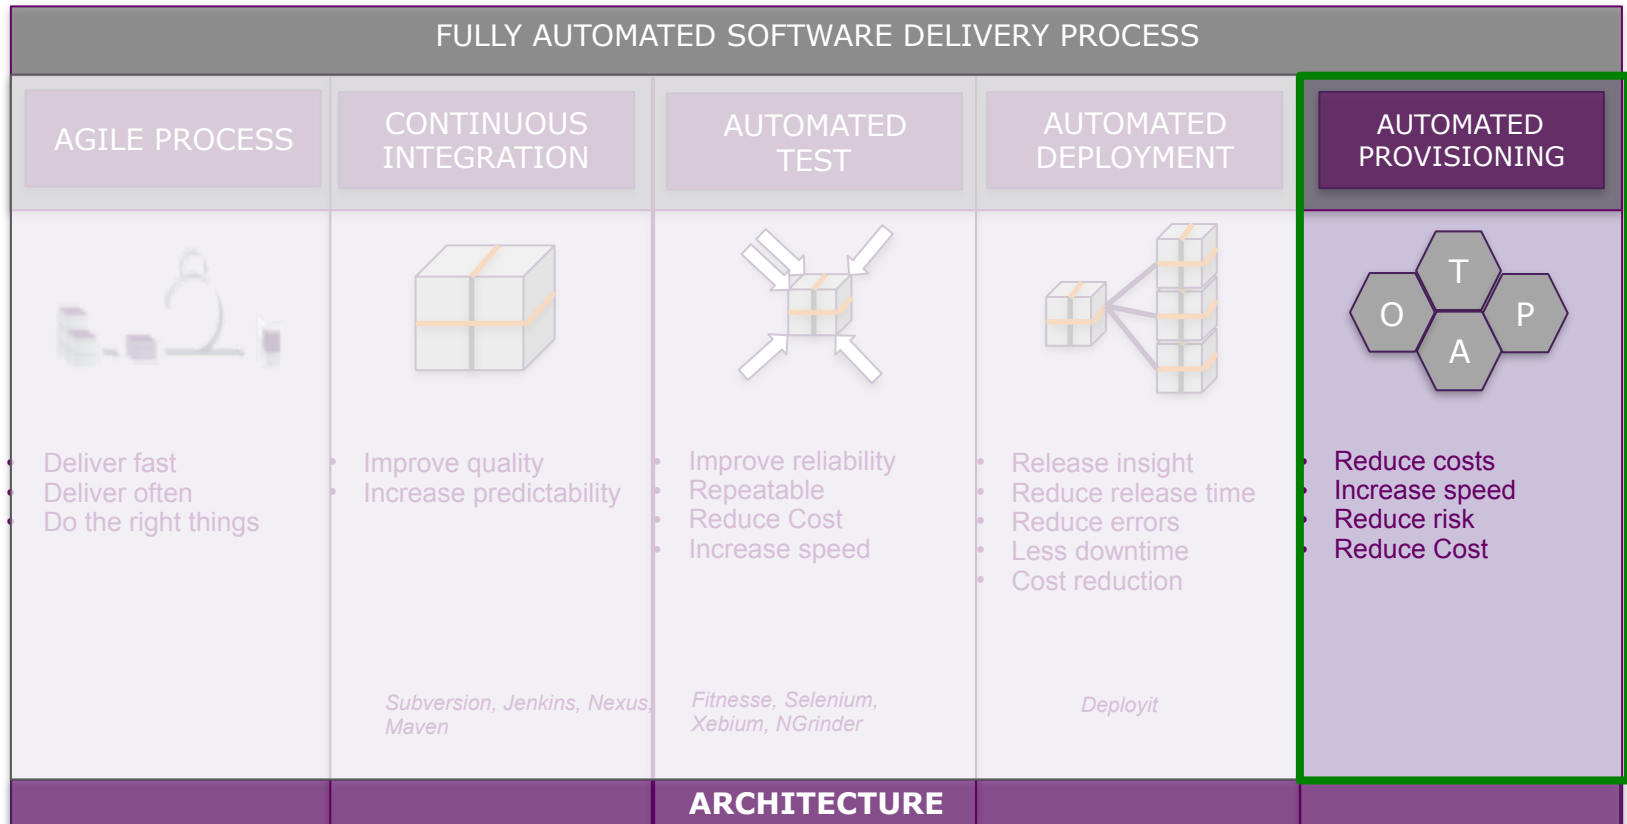 FULLY AUTOMATED SOFTWARE DELIVERY PROCESS
AGILE PROCESS
CONTINUOUS
INTEGRATION
AUTOMATED
TEST
AUTOMATED
DEPLOYMENT
AUTOMATED
PROVISIONING
T
O
P
A
• Deliver fast
• Deliver often
• Do the right things
• Improve quality
• Increase predictability
• Improve reliability
• Repeatable
• Reduce Cost
• Increase speed
• Release insight
• Reduce release time
• Reduce errors
• Less downtime
• Cost reduction
• Reduce costs
• Increase speed
• Reduce risk
• Reduce Cost
Subversion, Jenkins, Nexus,
Maven
Fitnesse, Selenium,
Xebium, NGrinder
Deployit
ARCHITECTURE